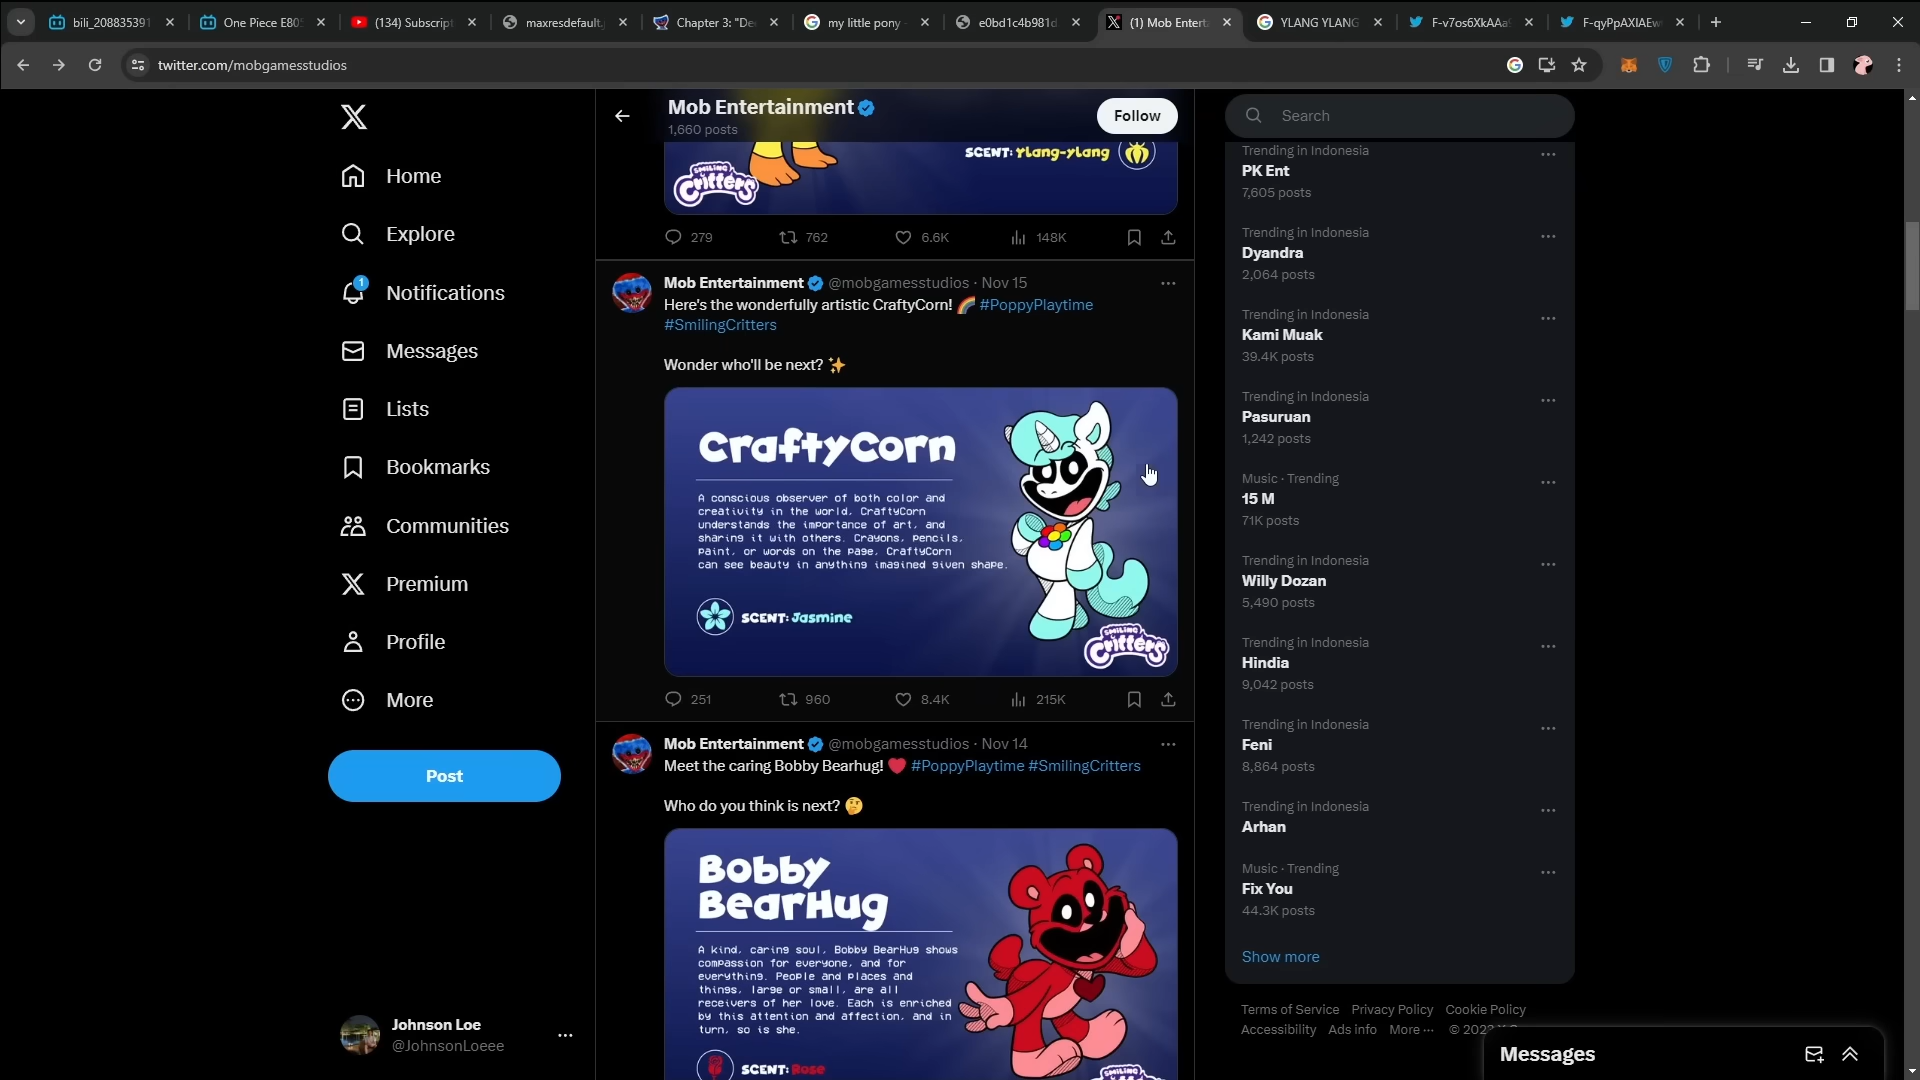 bili_208835391
One Piece E805
(134) Subscript
maxresdefault.j
Chapter 3: "De
my little pony
e0bd1c4b981d
(1) Mob Entert
YLANG YLANG
F-v7os6XkAAa
F-qyPpAXIAEw
twitter.com/mobgamesstudios
Home
Explore
1
Notifications
Messages
Lists
Bookmarks
Communities
Premium
Profile
More
Post
Johnson Loe
@JohnsonLoeee
Mob Entertainment
1,660 posts
Follow
SCENT: Ylang-ylang
SMILING
Critters
279
762
6.6K
148K
Mob Entertainment @mobgamesstudios · Nov 15
Here's the wonderfully artistic CraftyCorn! 🌈 #PoppyPlaytime
#SmilingCritters
Wonder who'll be next? ✨
CraftyCorn
A conscious observer of both color and
creativity in the world, CraftyCorn
understands the importance of art, and
sharing it with others. Crayons, pencils,
paint, or words on the page, CraftyCorn
can see beauty in anything imagined given shape.
SCENT: Jasmine
SMILING
Critters
251
960
8.4K
215K
Mob Entertainment @mobgamesstudios · Nov 14
Meet the caring Bobby Bearhug! ❤️ #PoppyPlaytime #SmilingCritters
Who do you think is next? 🤔
Bobby
BearHug
A kind, caring soul, Bobby BearHug shows
compassion for everyone, and for
everything. People and places and
things, large or small, are all
receivers of her love. Each is enriched
by this attention and affection, and in
turn, so is she.
SCENT: Rose
SMILING
Search
Trending in Indonesia
PK Ent
7,605 posts
Trending in Indonesia
Dyandra
2,064 posts
Trending in Indonesia
Kami Muak
39.4K posts
Trending in Indonesia
Pasuruan
1,242 posts
Music · Trending
15 M
71K posts
Trending in Indonesia
Willy Dozan
5,490 posts
Trending in Indonesia
Hindia
9,042 posts
Trending in Indonesia
Feni
8,864 posts
Trending in Indonesia
Arhan
Music · Trending
Fix You
44.3K posts
Show more
Terms of Service Privacy Policy Cookie Policy
Accessibility Ads info More ··· ©
Messages